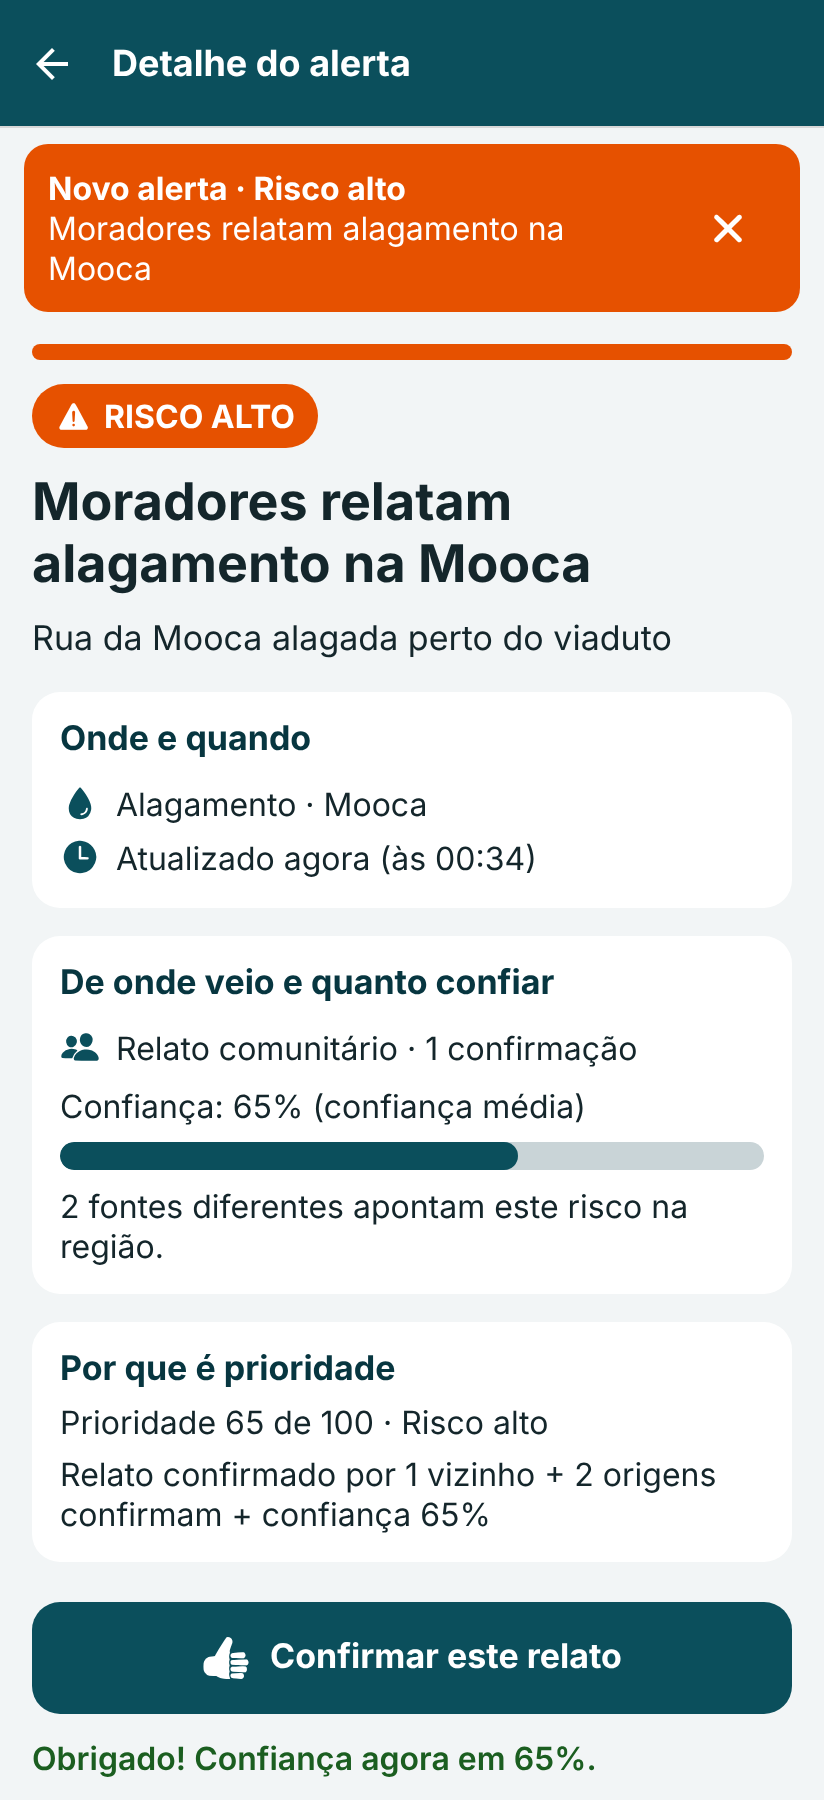 Detalhe do alerta
Novo alerta · Risco alto
Moradores relatam alagamento na
Mooca
RISCO ALTO
Moradores relatam
alagamento na Mooca
Rua da Mooca alagada perto do viaduto
Onde e quando
Alagamento · Mooca
Atualizado agora (às 00:34)
De onde veio e quanto confiar
Relato comunitário · 1 confirmação
Confiança: 65% (confiança média)
2 fontes diferentes apontam este risco na
região.
Por que é prioridade
Prioridade 65 de 100 · Risco alto
Relato confirmado por 1 vizinho + 2 origens
confirmam + confiança 65%
Confirmar este relato
Obrigado! Confiança agora em 65%.